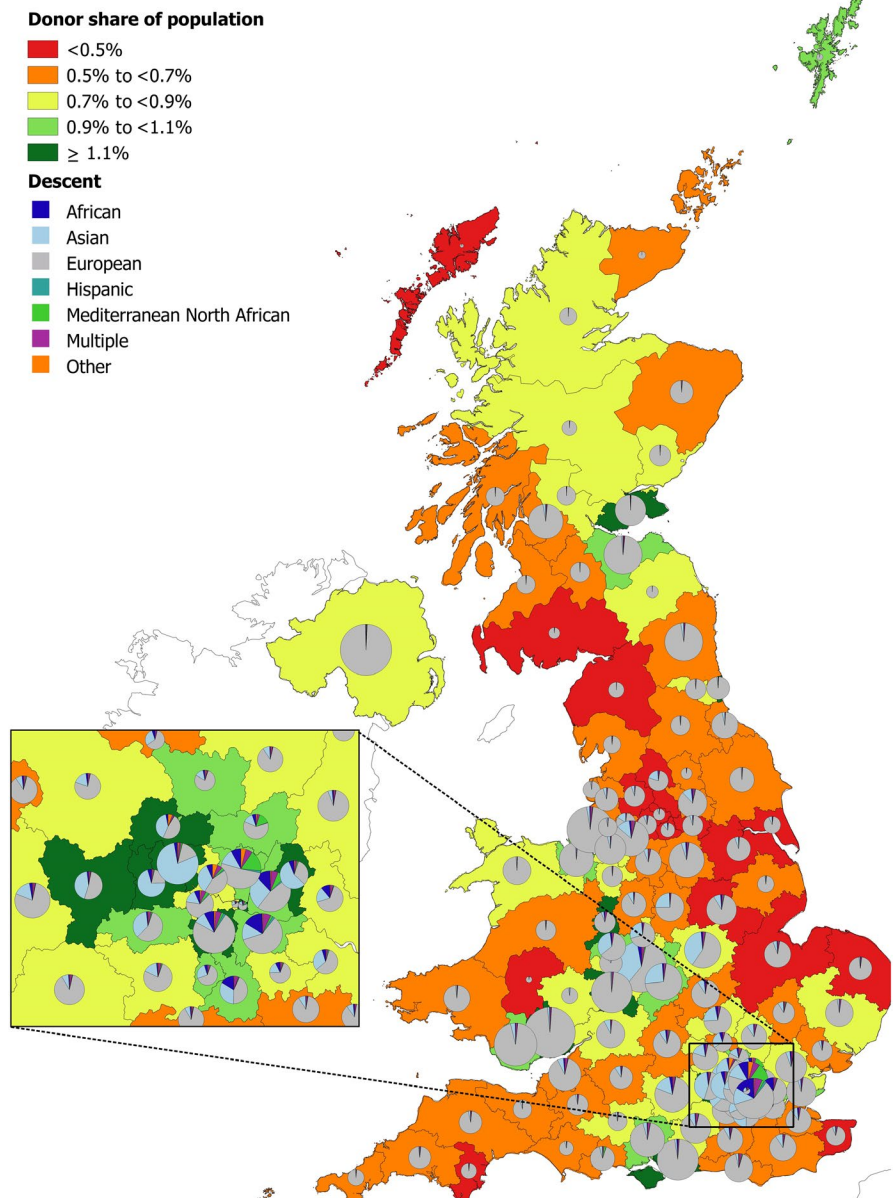 Donor share of population
<0.5%
0.5% to <0.7%
0.7% to <0.9%
0.9% to <1.1%
≥ 1.1%
Descent
African
Asian
European
Hispanic
Mediterranean North African
Multiple
Other